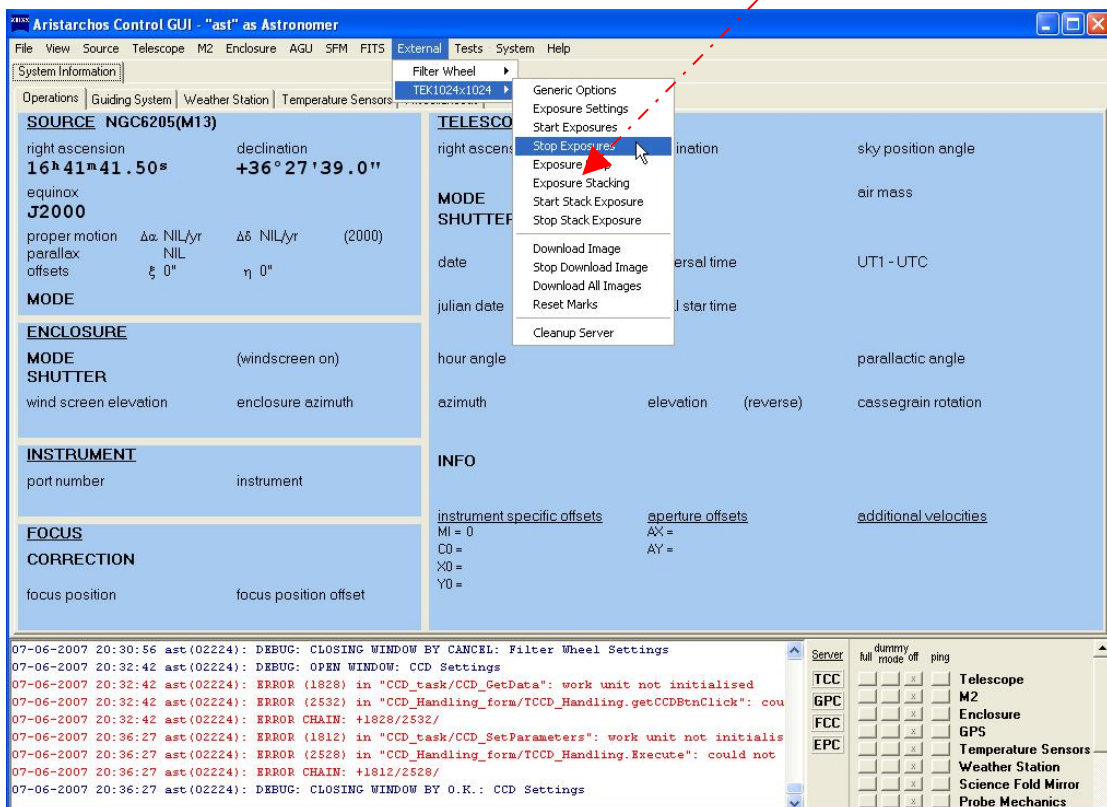 Aristarchos Control GUI - "ast" as Astronomer
File View Source Telescope M2 Enclosure AGU SFM FITS External Tests System Help
System Information
Filter Wheel
TEK1024x1024
Operations Guiding System Weather Station Temperature Sensors
Generic Options
Exposure Settings
Start Exposures
Stop Exposures
Exposure
Exposure Stacking
Start Stack Exposure
Stop Stack Exposure
Download Image
Stop Download Image
Download All Images
Reset Marks
Cleanup Server
SOURCE NGC6205(M13)
right ascension declination
16h41m41.50s +36°27'39.0"
equinox
J2000
proper motion Δα NIL/yr Δδ NIL/yr (2000)
parallax NIL
offsets ξ 0" η 0"
MODE
ENCLOSURE
MODE (windscreen on)
SHUTTER
wind screen elevation enclosure azimuth
INSTRUMENT
port number instrument
FOCUS
CORRECTION
focus position focus position offset
TELESCO
right ascens ination sky position angle
MODE air mass
SHUTTER
date ersal time UT1 - UTC
julian date l star time
hour angle parallactic angle
azimuth elevation (reverse) cassegrain rotation
INFO
instrument specific offsets aperture offsets additional velocities
MI = 0 AX =
C0 = AY =
X0 =
Y0 =
07-06-2007 20:30:56 ast(02224): DEBUG: CLOSING WINDOW BY CANCEL: Filter Wheel Settings
07-06-2007 20:32:42 ast(02224): DEBUG: OPEN WINDOW: CCD Settings
07-06-2007 20:32:42 ast(02224): ERROR (1828) in "CCD_task/CCD_GetData": work unit not initialised
07-06-2007 20:32:42 ast(02224): ERROR (2532) in "CCD_Handling_form/TCCD_Handling.getCCDBtnClick": cou
07-06-2007 20:32:42 ast(02224): ERROR CHAIN: +1828/2532/
07-06-2007 20:36:27 ast(02224): ERROR (1812) in "CCD_task/CCD_SetParameters": work unit not initialis
07-06-2007 20:36:27 ast(02224): ERROR (2528) in "CCD_Handling_form/TCCD_Handling.Execute": could not
07-06-2007 20:36:27 ast(02224): ERROR CHAIN: +1812/2528/
07-06-2007 20:36:27 ast(02224): DEBUG: CLOSING WINDOW BY O.K.: CCD Settings
Server full dummy mode off ping
TCC
GPC
FCC
EPC
Telescope
M2
Enclosure
GPS
Temperature Sensors
Weather Station
Science Fold Mirror
Probe Mechanics